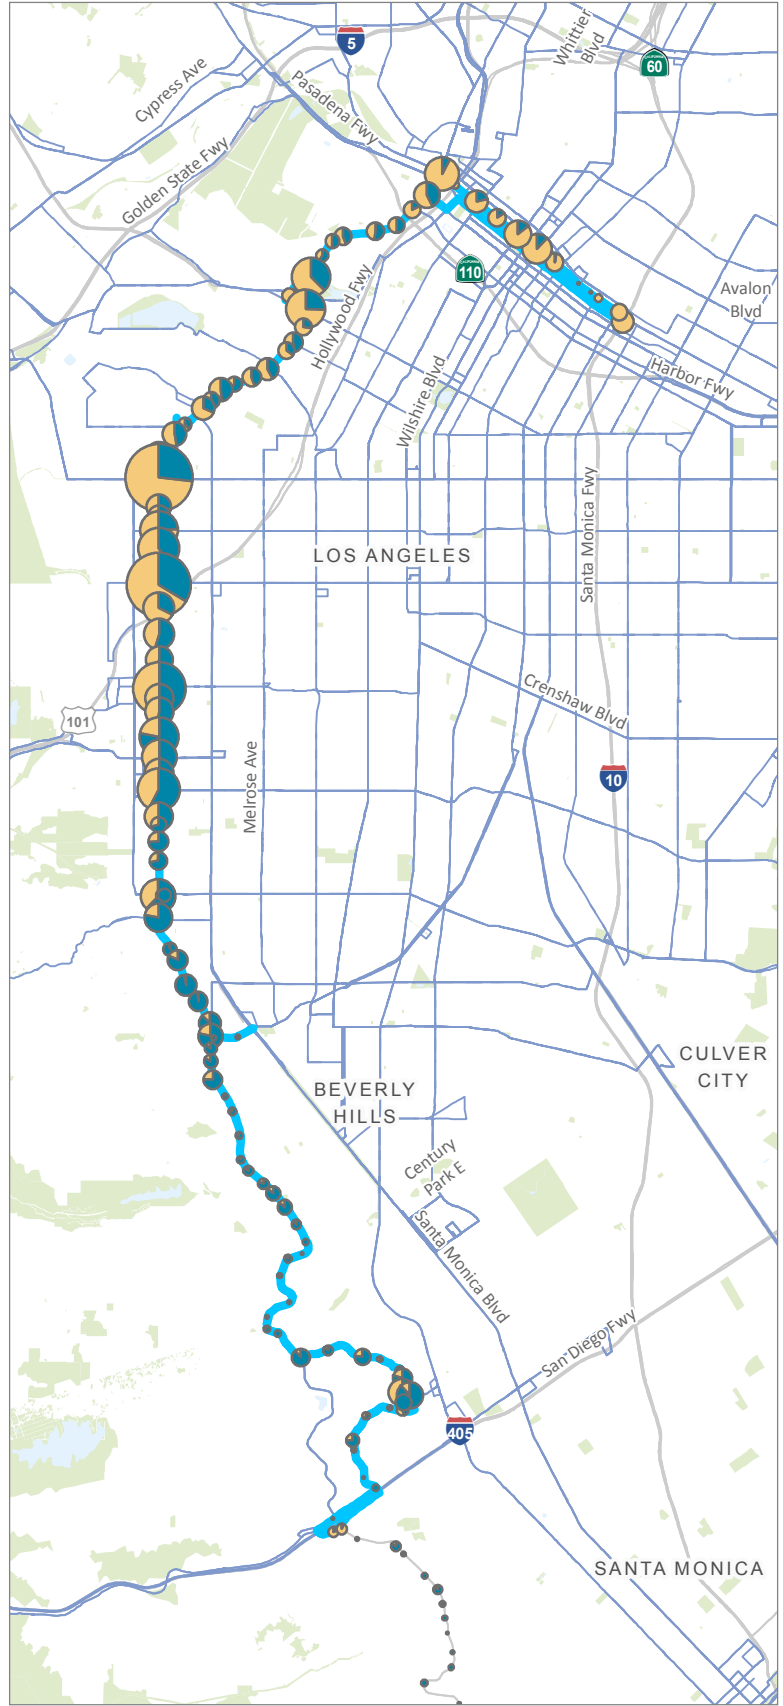 5
Whittier
Blvd
60
Cypress Ave
Pasadena Fwy
Golden State Fwy
CALIFORNIA
110
Avalon
Blvd
Hollywood Fwy
Harbor Fwy
Wilshire Blvd
Santa Monica Fwy
LOS ANGELES
Crenshaw Blvd
101
Melrose Ave
10
CULVER
CITY
BEVERLY
HILLS
Century
Park E
Santa Monica Blvd
San Diego Fwy
405
SANTA MONICA